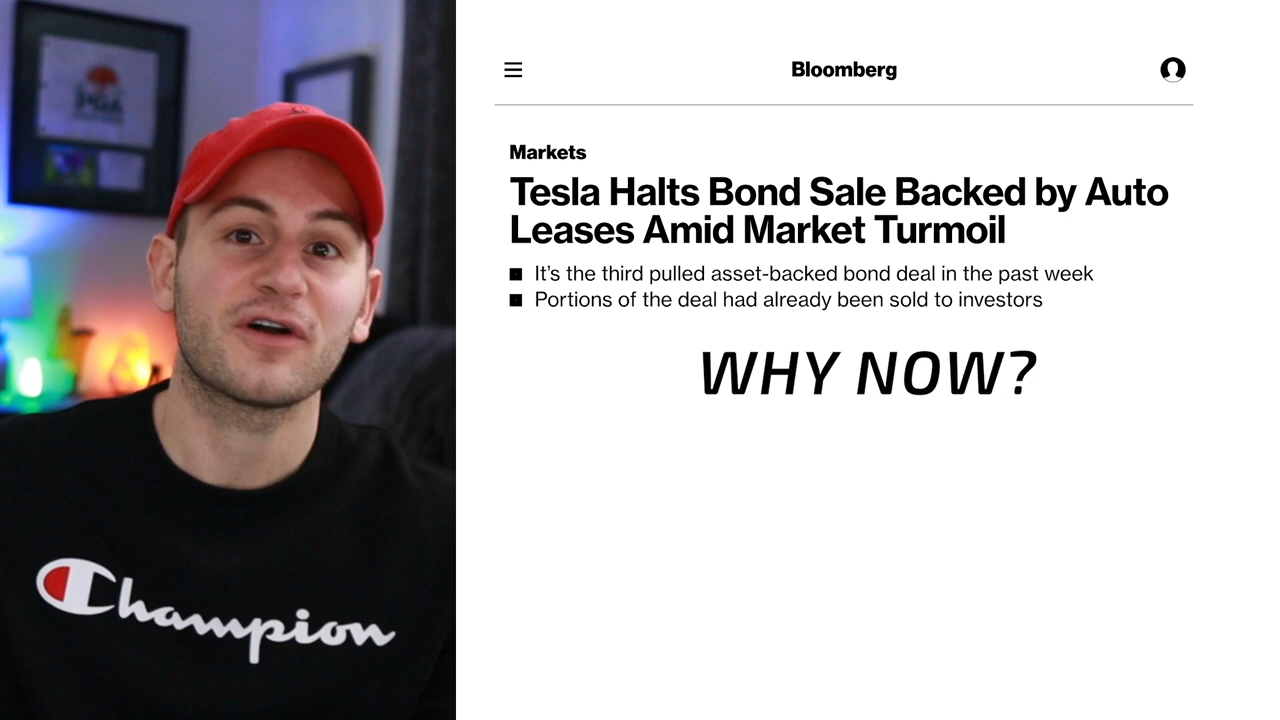 PGA
Champion
Bloomberg
Markets
Tesla Halts Bond Sale Backed by Auto
Leases Amid Market Turmoil
It's the third pulled asset-backed bond deal in the past week
Portions of the deal had already been sold to investors
WHY NOW?